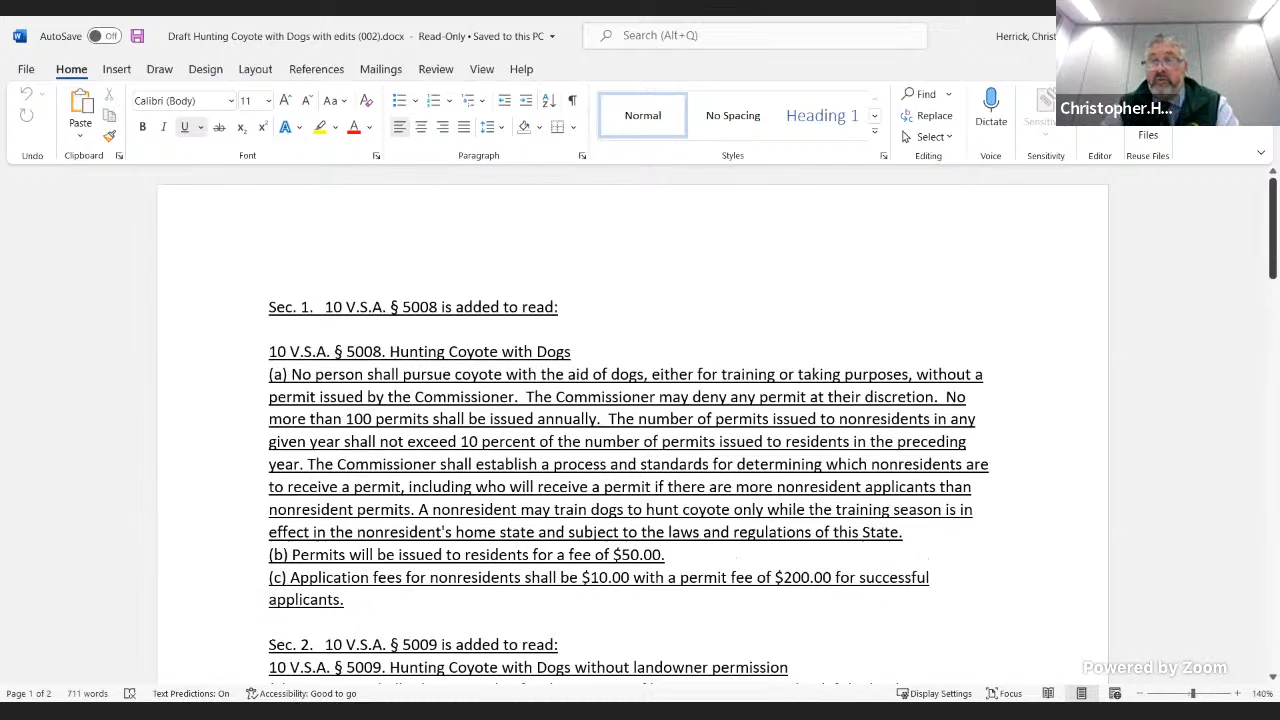 AutoSave Off Draft Hunting Coyote with Dogs with edits (002).docx - Read-Only • Saved to this PC Search (Alt+Q) Herrick, Christ
File Home Insert Draw Design Layout References Mailings Review View Help
Christopher.H...
Paste
Calibri (Body) 11 Aa
B I U ab x₂ x² A A
Normal No Spacing Heading 1
Find
Replace
Select
Dictate
Sensitivity
Files
Undo Clipboard Font Paragraph Styles Editing Voice Sensitivity Editor Reuse Files
Sec. 1. 10 V.S.A. § 5008 is added to read:
10 V.S.A. § 5008. Hunting Coyote with Dogs
(a) No person shall pursue coyote with the aid of dogs, either for training or taking purposes, without a
permit issued by the Commissioner. The Commissioner may deny any permit at their discretion. No
more than 100 permits shall be issued annually. The number of permits issued to nonresidents in any
given year shall not exceed 10 percent of the number of permits issued to residents in the preceding
year. The Commissioner shall establish a process and standards for determining which nonresidents are
to receive a permit, including who will receive a permit if there are more nonresident applicants than
nonresident permits. A nonresident may train dogs to hunt coyote only while the training season is in
effect in the nonresident's home state and subject to the laws and regulations of this State.
(b) Permits will be issued to residents for a fee of $50.00.
(c) Application fees for nonresidents shall be $10.00 with a permit fee of $200.00 for successful
applicants.
Sec. 2. 10 V.S.A. § 5009 is added to read:
10 V.S.A. § 5009. Hunting Coyote with Dogs without landowner permission
Powered by Zoom
Page 1 of 2 711 words Text Predictions: On Accessibility: Good to go Display Settings Focus 140%